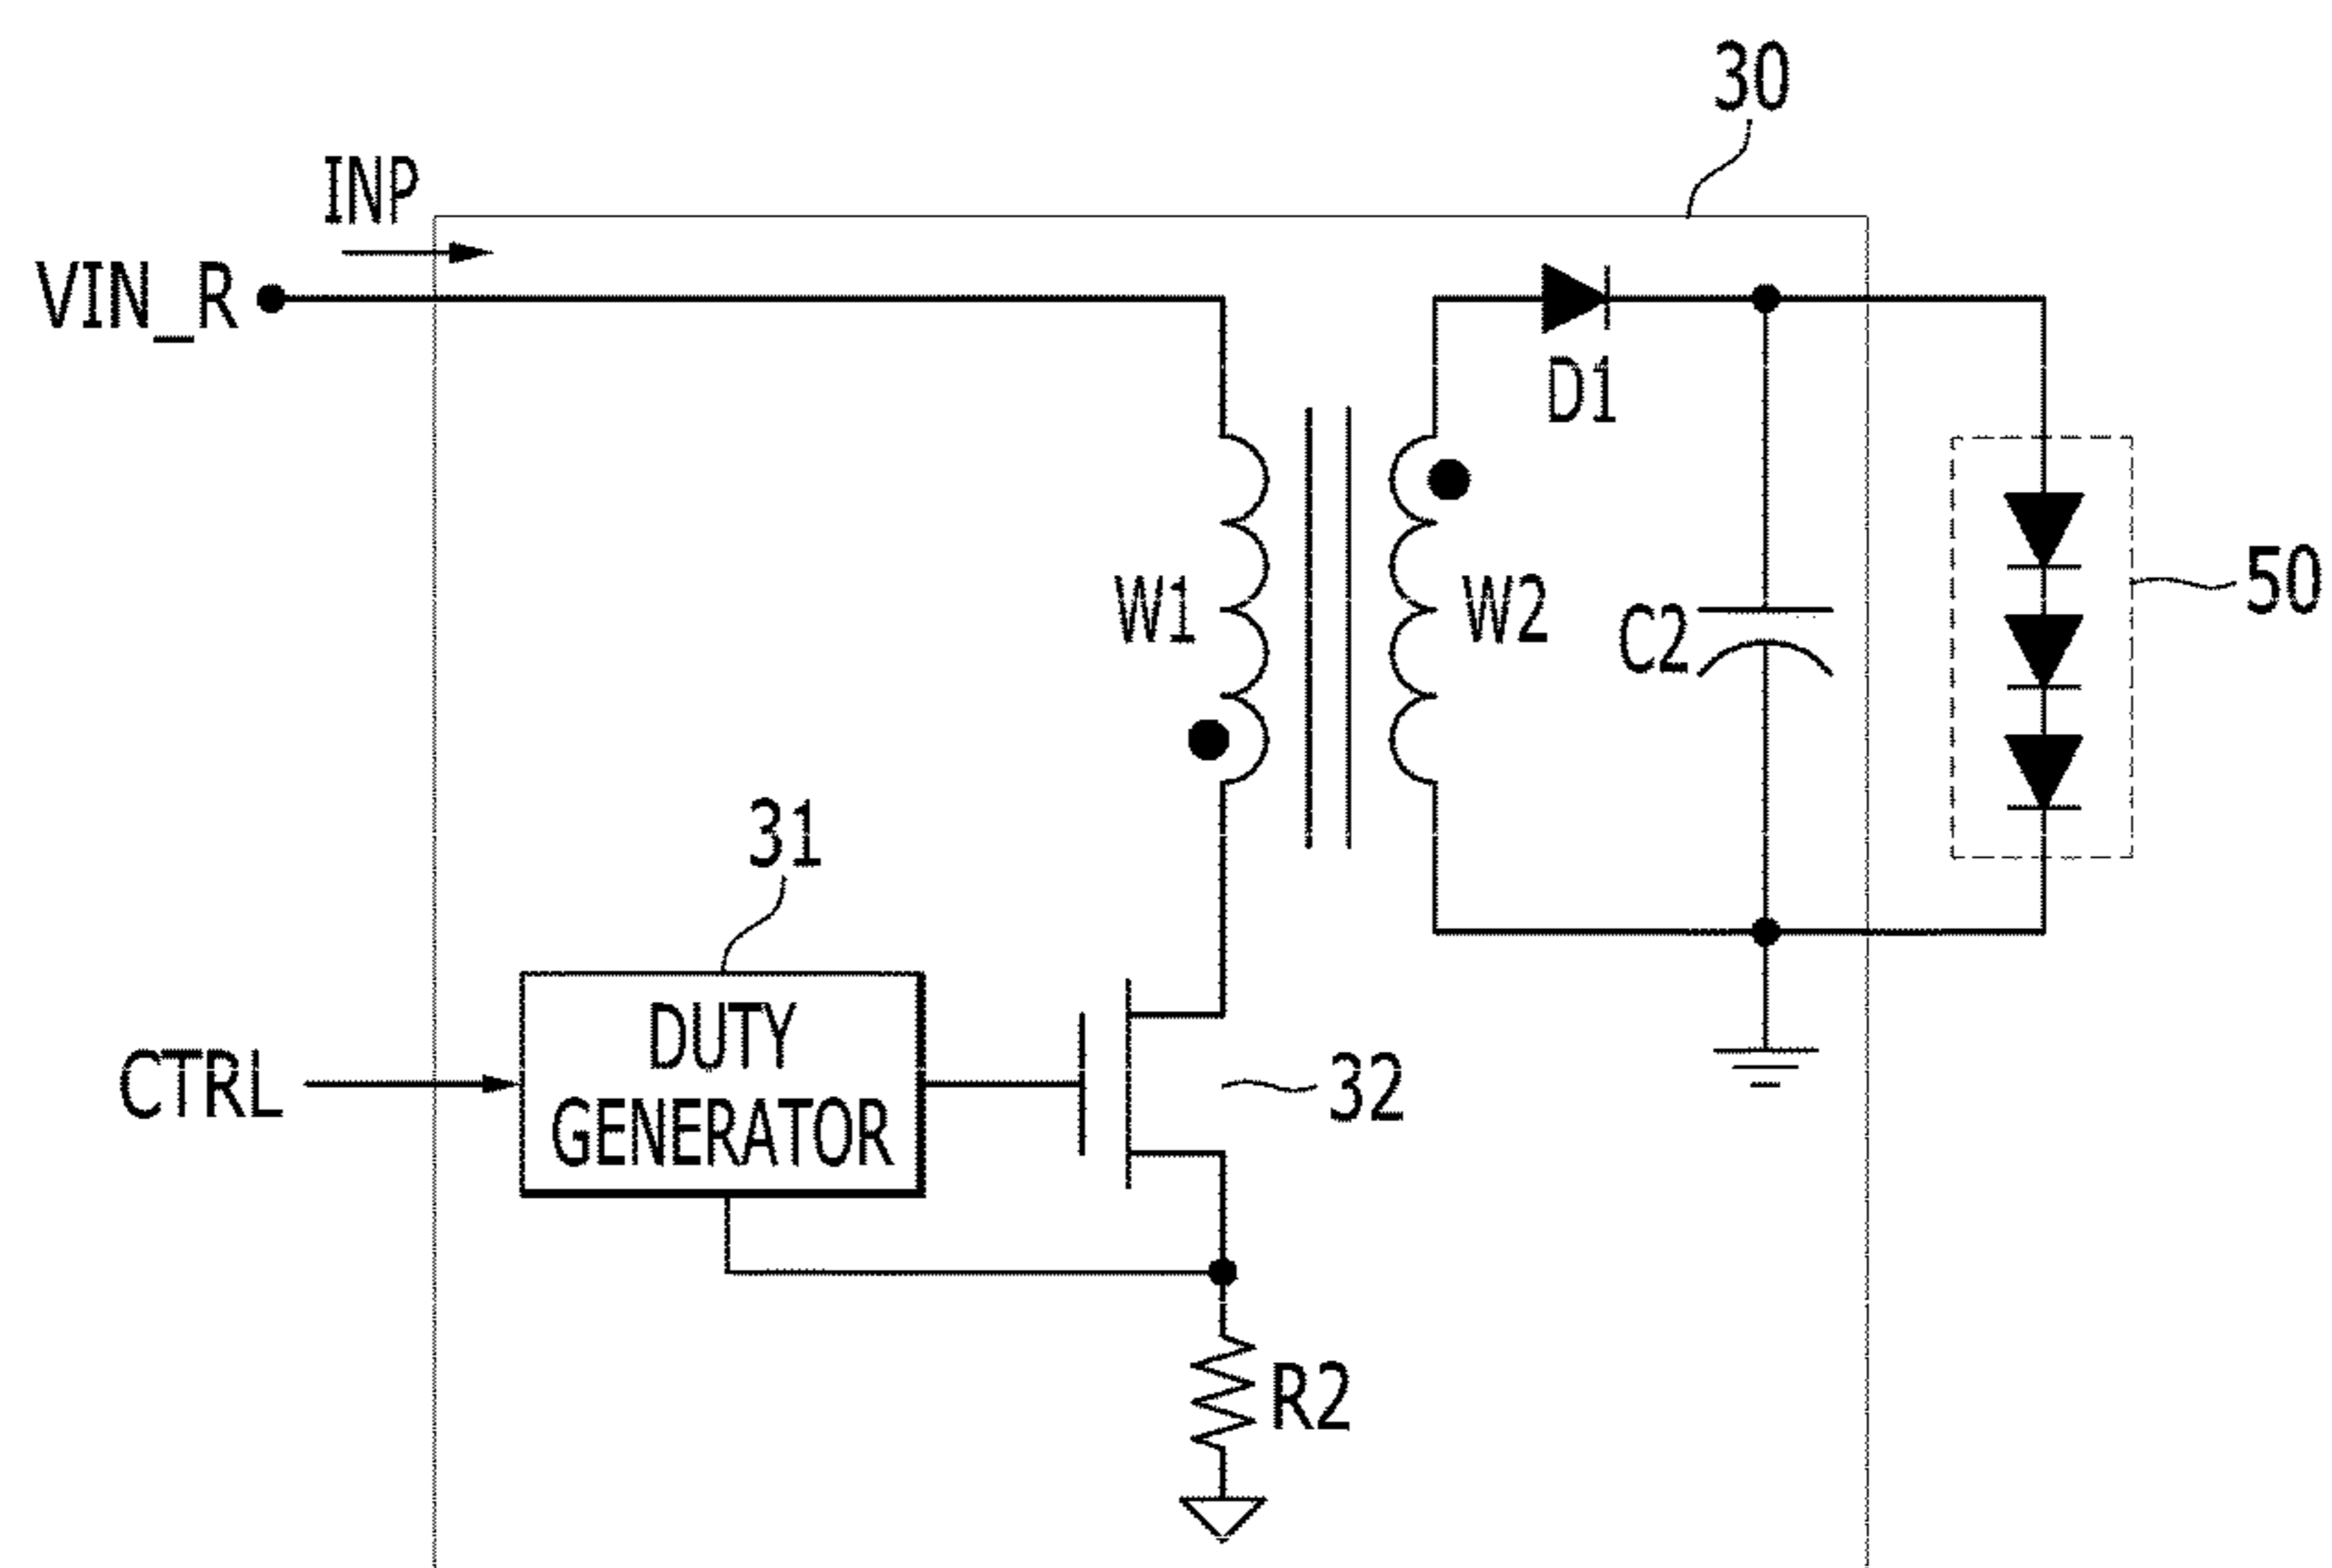 30
INP
VIN_R
D1
50
W1
W2
C2
31
DUTY
GENERATOR
CTRL
32
R2